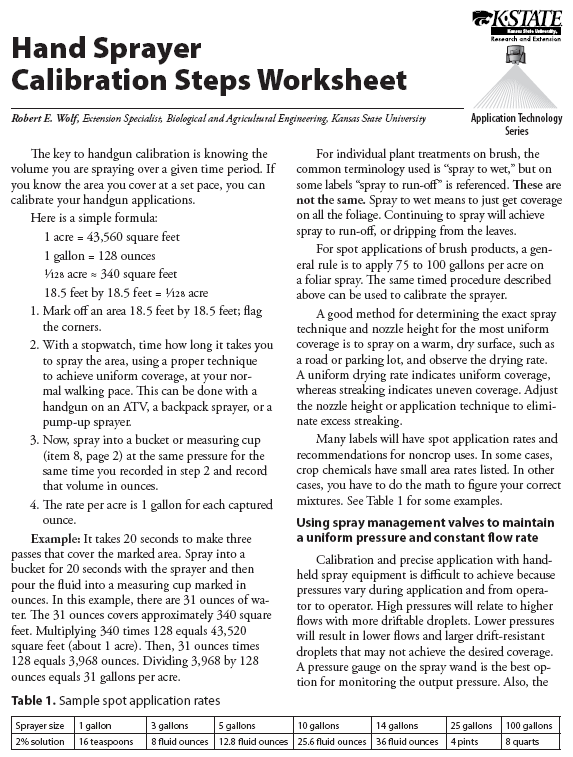 K-STATE
Kansas State University.
Research and Extension
Hand Sprayer
Calibration Steps Worksheet
Robert E. Wolf, Extension Specialist, Biological and Agricultural Engineering, Kansas State University
Application Technology
Series
The key to handgun calibration is knowing the
volume you are spraying over a given time period. If
you know the area you cover at a set pace, you can
calibrate your handgun applications.
Here is a simple formula:
1 acre = 43,560 square feet
1 gallon = 128 ounces
1/128 acre ≈ 340 square feet
18.5 feet by 18.5 feet = 1/128 acre
1. Mark off an area 18.5 feet by 18.5 feet; flag
the corners.
2. With a stopwatch, time how long it takes you
to spray the area, using a proper technique
to achieve uniform coverage, at your nor-
mal walking pace. This can be done with a
handgun on an ATV, a backpack sprayer, or a
pump-up sprayer.
3. Now, spray into a bucket or measuring cup
(item 8, page 2) at the same pressure for the
same time you recorded in step 2 and record
that volume in ounces.
4. The rate per acre is 1 gallon for each captured
ounce.
Example: It takes 20 seconds to make three
passes that cover the marked area. Spray into a
bucket for 20 seconds with the sprayer and then
pour the fluid into a measuring cup marked in
ounces. In this example, there are 31 ounces of wa-
ter. The 31 ounces covers approximately 340 square
feet. Multiplying 340 times 128 equals 43,520
square feet (about 1 acre). Then, 31 ounces times
128 equals 3,968 ounces. Dividing 3,968 by 128
ounces equals 31 gallons per acre.
For individual plant treatments on brush, the
common terminology used is “spray to wet,” but on
some labels “spray to run-off” is referenced. These are
not the same. Spray to wet means to just get coverage
on all the foliage. Continuing to spray will achieve
spray to run-off, or dripping from the leaves.
For spot applications of brush products, a gen-
eral rule is to apply 75 to 100 gallons per acre on
a foliar spray. The same timed procedure described
above can be used to calibrate the sprayer.
A good method for determining the exact spray
technique and nozzle height for the most uniform
coverage is to spray on a warm, dry surface, such as
a road or parking lot, and observe the drying rate.
A uniform drying rate indicates uniform coverage,
whereas streaking indicates uneven coverage. Adjust
the nozzle height or application technique to elimi-
nate excess streaking.
Many labels will have spot application rates and
recommendations for noncrop uses. In some cases,
crop chemicals have small area rates listed. In other
cases, you have to do the math to figure your correct
mixtures. See Table 1 for some examples.
Using spray management valves to maintain
a uniform pressure and constant flow rate
Calibration and precise application with hand-
held spray equipment is difficult to achieve because
pressures vary during application and from opera-
tor to operator. High pressures will relate to higher
flows with more driftable droplets. Lower pressures
will result in lower flows and larger drift-resistant
droplets that may not achieve the desired coverage.
A pressure gauge on the spray wand is the best op-
tion for monitoring the output pressure. Also, the
Table 1. Sample spot application rates
Sprayer size 1 gallon 3 gallons 5 gallons 10 gallons 14 gallons 25 gallons 100 gallons
2% solution 16 teaspoons 8 fluid ounces 12.8 fluid ounces 25.6 fluid ounces 36 fluid ounces 4 pints 8 quarts